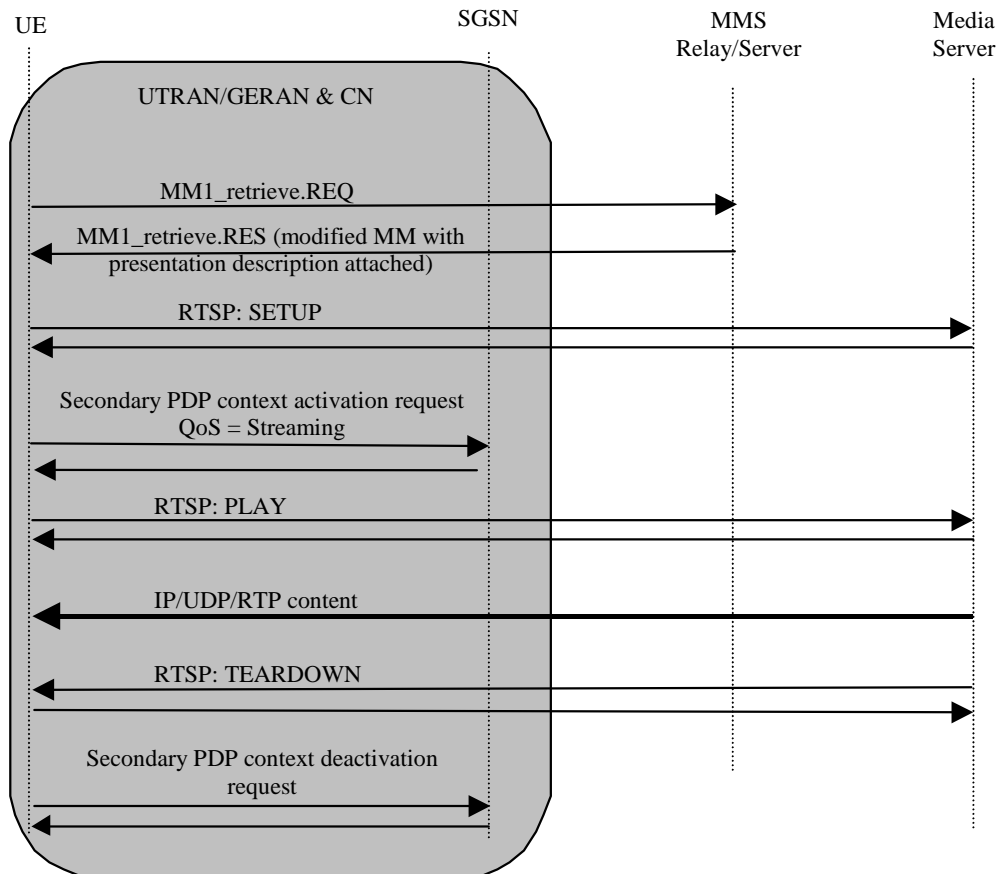 UE
SGSN
MMS
Relay/Server
Media
Server
UTRAN/GERAN & CN
MM1_retrieve.REQ
MM1_retrieve.RES (modified MM with
presentation description attached)
RTSP: SETUP
Secondary PDP context activation request
QoS = Streaming
RTSP: PLAY
IP/UDP/RTP content
RTSP: TEARDOWN
Secondary PDP context deactivation
request